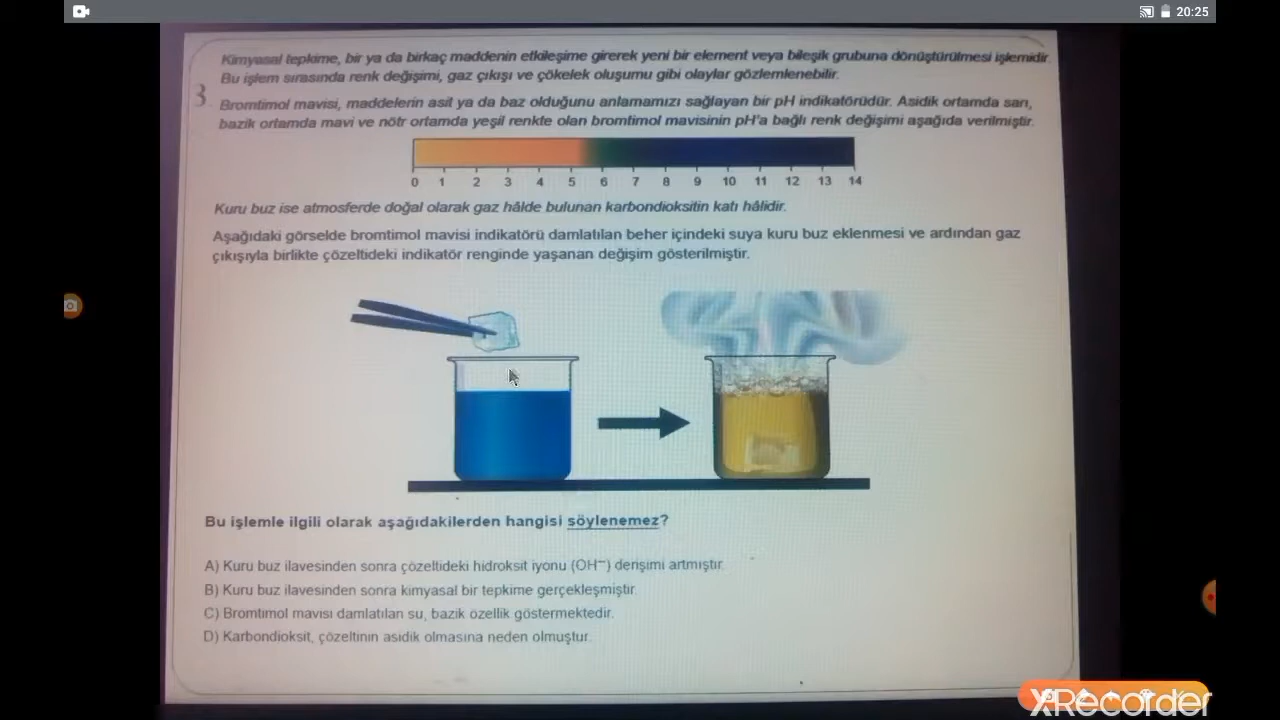 20:25
Kimyasal tepkime, bir ya da birkaç maddenin etkileşime girerek yeni bir element veya bileşik grubuna dönüştürülmesi işlemidir.
Bu işlem sırasında renk değişimi, gaz çıkışı ve çökelek oluşumu gibi olaylar gözlemlenebilir.
3
Bromtimol mavisi, maddelerin asit ya da baz olduğunu anlamamızı sağlayan bir pH indikatörüdür. Asidik ortamda sarı,
bazik ortamda mavi ve nötr ortamda yeşil renkte olan bromtimol mavisinin pH'a bağlı renk değişimi aşağıda verilmiştir.
0 1 2 3 4 5 6 7 8 9 10 11 12 13 14
Kuru buz ise atmosferde doğal olarak gaz hâlde bulunan karbondioksitin katı hâlidir.
Aşağıdaki görselde bromtimol mavisi indikatörü damlatılan beher içindeki suya kuru buz eklenmesi ve ardından gaz
çıkışıyla birlikte çözeltideki indikatör renginde yaşanan değişim gösterilmiştir.
Bu işlemle ilgili olarak aşağıdakilerden hangisi söylenemez?
A) Kuru buz ilavesinden sonra çözeltideki hidroksit iyonu (OH⁻) derişimi artmıştır.
B) Kuru buz ilavesinden sonra kimyasal bir tepkime gerçekleşmiştir.
C) Bromtimol mavisi damlatılan su, bazik özellik göstermektedir.
D) Karbondioksit, çözeltinin asidik olmasına neden olmuştur.
XRecorder